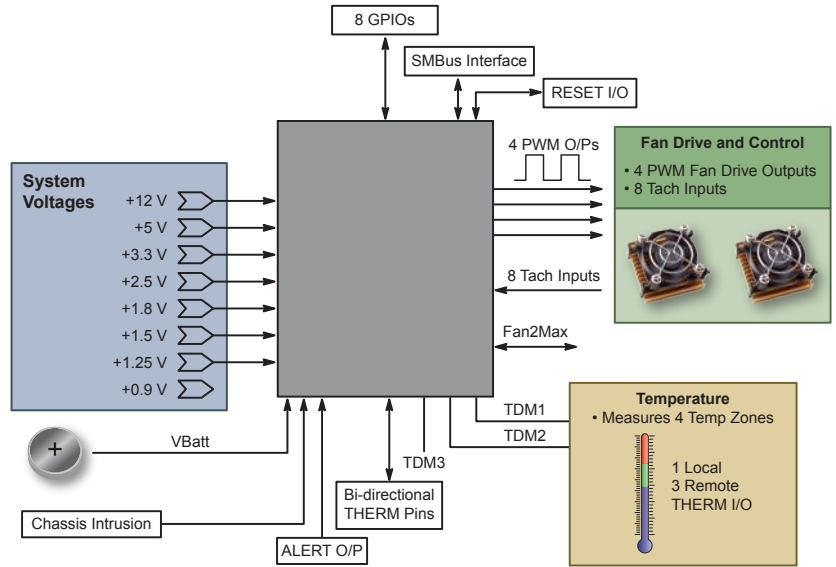 8 GPIOs
SMBus Interface
RESET I/O
4 PWM O/Ps
Fan Drive and Control
• 4 PWM Fan Drive Outputs
• 8 Tach Inputs
System
Voltages
+12 V
+5 V
+3.3 V
+2.5 V
+1.8 V
+1.5 V
+1.25 V
+0.9 V
8 Tach Inputs
Fan2Max
TDM1
TDM2
TDM3
Temperature
• Measures 4 Temp Zones
1 Local
3 Remote
THERM I/O
+
VBatt
Bi-directional
THERM Pins
Chassis Intrusion
ALERT O/P